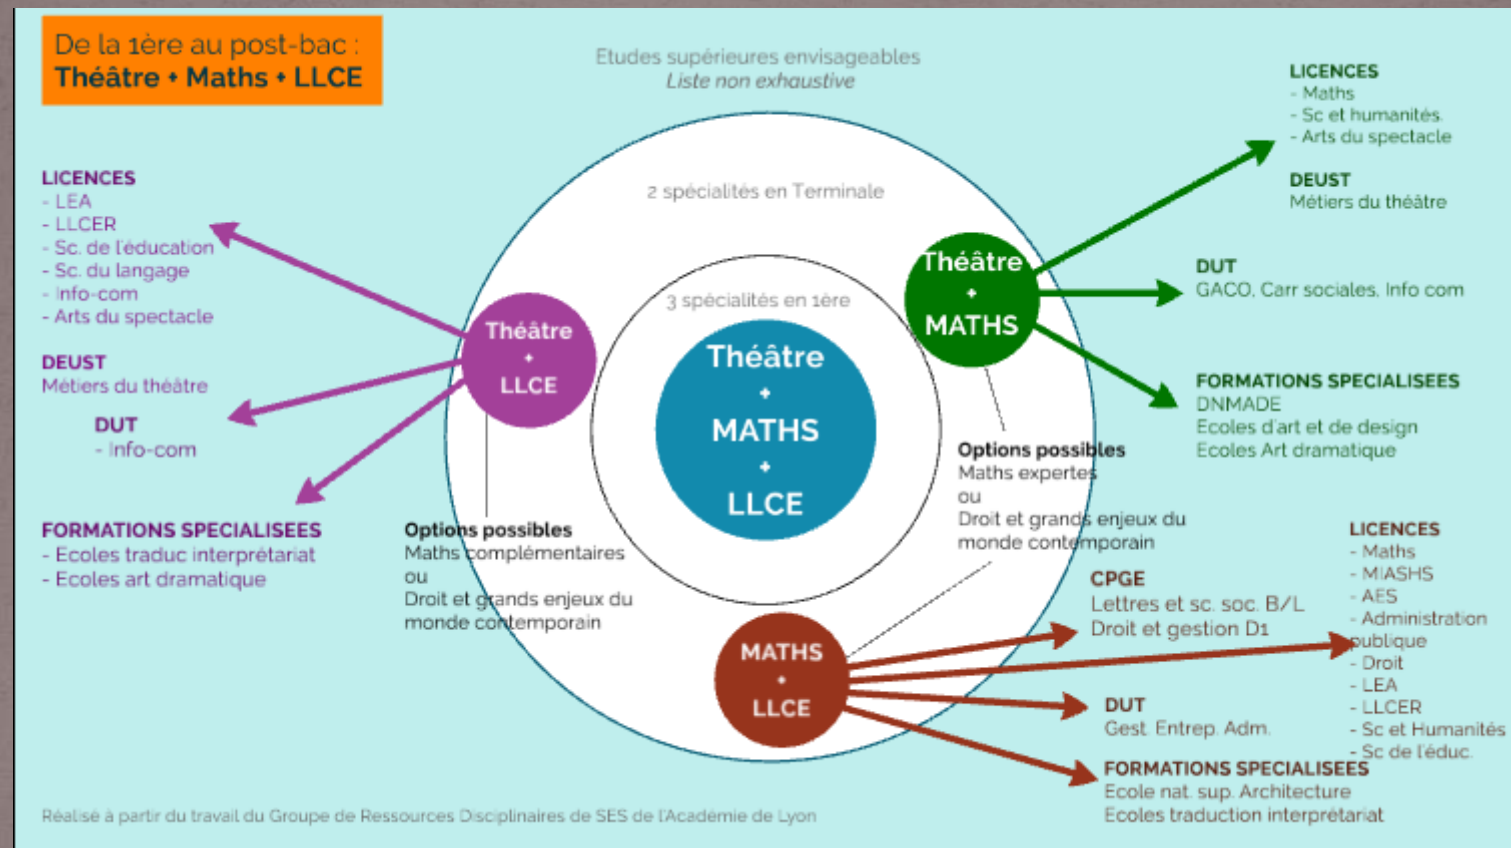 De la 1ère au post-bac :
Théâtre + Maths + LLCE
Etudes supérieures envisageables
Liste non exhaustive
2 spécialités en Terminale
3 spécialités en 1ère
Théâtre
+
MATHS
+
LLCE
LICENCES
- LEA
- LLCER
- Sc. de l'éducation
- Sc. du langage
- Info-com
- Arts du spectacle
DEUST
Métiers du théâtre
DUT
- Info-com
FORMATIONS SPECIALISEES
- Ecoles traduc interprétariat
- Ecoles art dramatique
Théâtre
+
LLCE
Options possibles
Maths complémentaires
ou
Droit et grands enjeux du
monde contemporain
Théâtre
+
MATHS
LICENCES
- Maths
- Sc et humanités.
- Arts du spectacle
DEUST
Métiers du théâtre
DUT
GACO, Carr sociales, Info com
FORMATIONS SPECIALISEES
DNMADE
Ecoles d'art et de design
Ecoles Art dramatique
Options possibles
Maths expertes
ou
Droit et grands enjeux du
monde contemporain
MATHS
+
LLCE
CPGE
Lettres et sc. soc. B/L
Droit et gestion D1
LICENCES
- Maths
- MIASHS
- AES
- Administration
publique
- Droit
- LEA
- LLCER
- Sc et Humanités
- Sc de l'éduc.
DUT
Gest. Entrep. Adm.
FORMATIONS SPECIALISEES
Ecole nat. sup. Architecture
Ecoles traduction interprétariat
Réalisé à partir du travail du Groupe de Ressources Disciplinaires de SES de l'Académie de Lyon